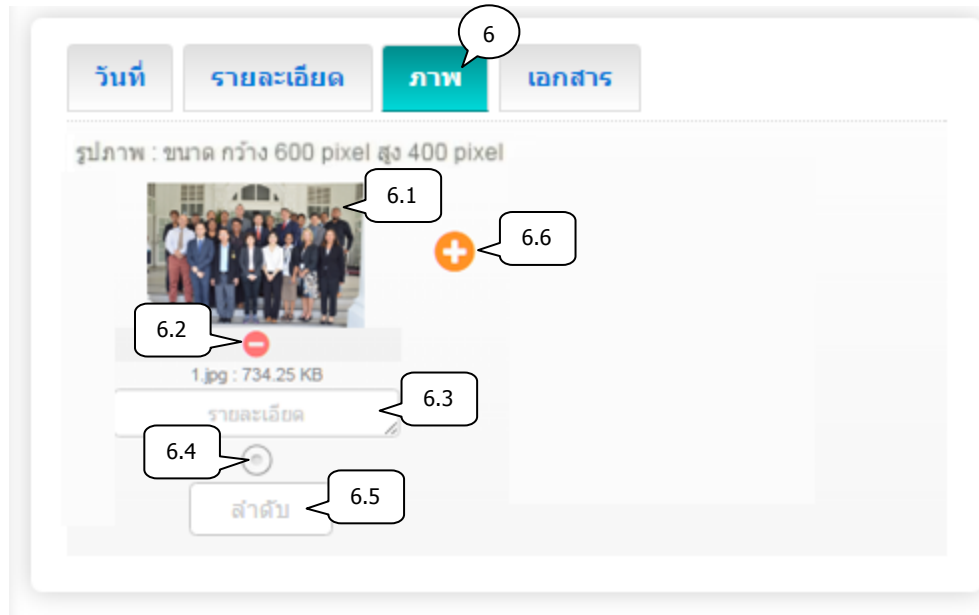 6
วันที่ รายละเอียด ภาพ เอกสาร
รูปภาพ : ขนาด กว้าง 600 pixel สูง 400 pixel
6.1
6.6
6.2
1.jpg : 734.25 KB
รายละเอียด
6.3
6.4
ลำดับ
6.5